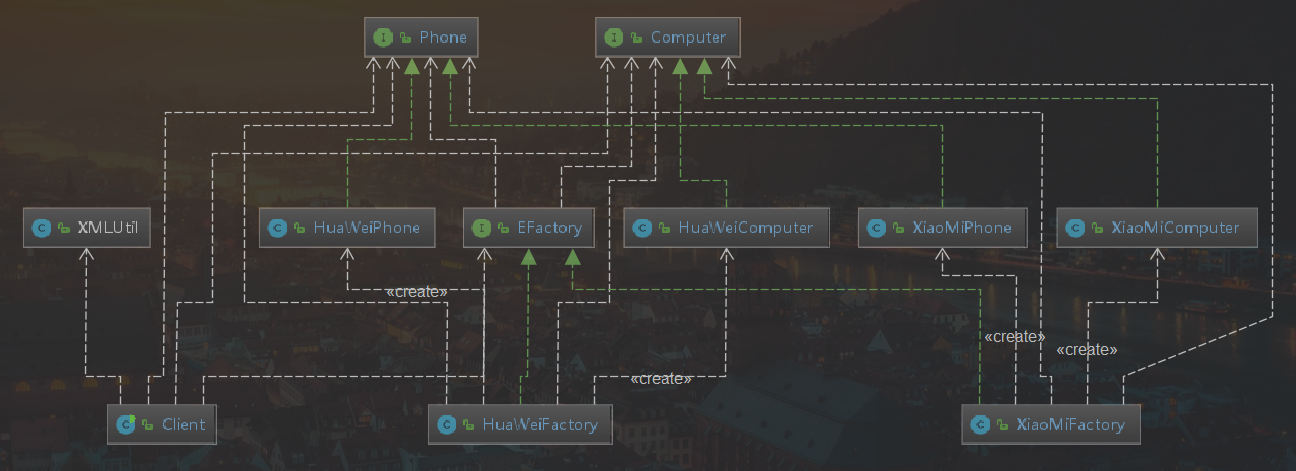 I Phone
I Computer
C XMLUtil
C HuaWeiPhone
I EFactory
C HuaWeiComputer
C XiaoMiPhone
C XiaoMiComputer
«create»
«create»
«create»
«create»
C Client
C HuaWeiFactory
C XiaoMiFactory